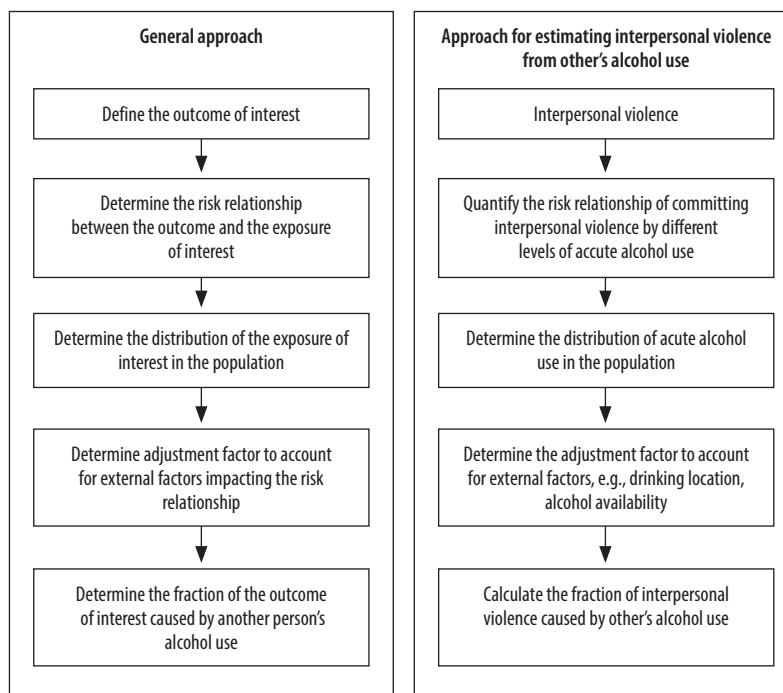 General approach
Define the outcome of interest
Determine the risk relationship
between the outcome and the exposure
of interest
Determine the distribution of the exposure of
interest in the population
Determine adjustment factor to account
for external factors impacting the risk
relationship
Determine the fraction of the outcome
of interest caused by another person's
alcohol use
Approach for estimating interpersonal violence
from other's alcohol use
Interpersonal violence
Quantify the risk relationship of committing
interpersonal violence by different
levels of accute alcohol use
Determine the distribution of acute alcohol
use in the population
Determine the adjustment factor to account
for external factors, e.g., drinking location,
alcohol availability
Calculate the fraction of interpersonal
violence caused by other's alcohol use